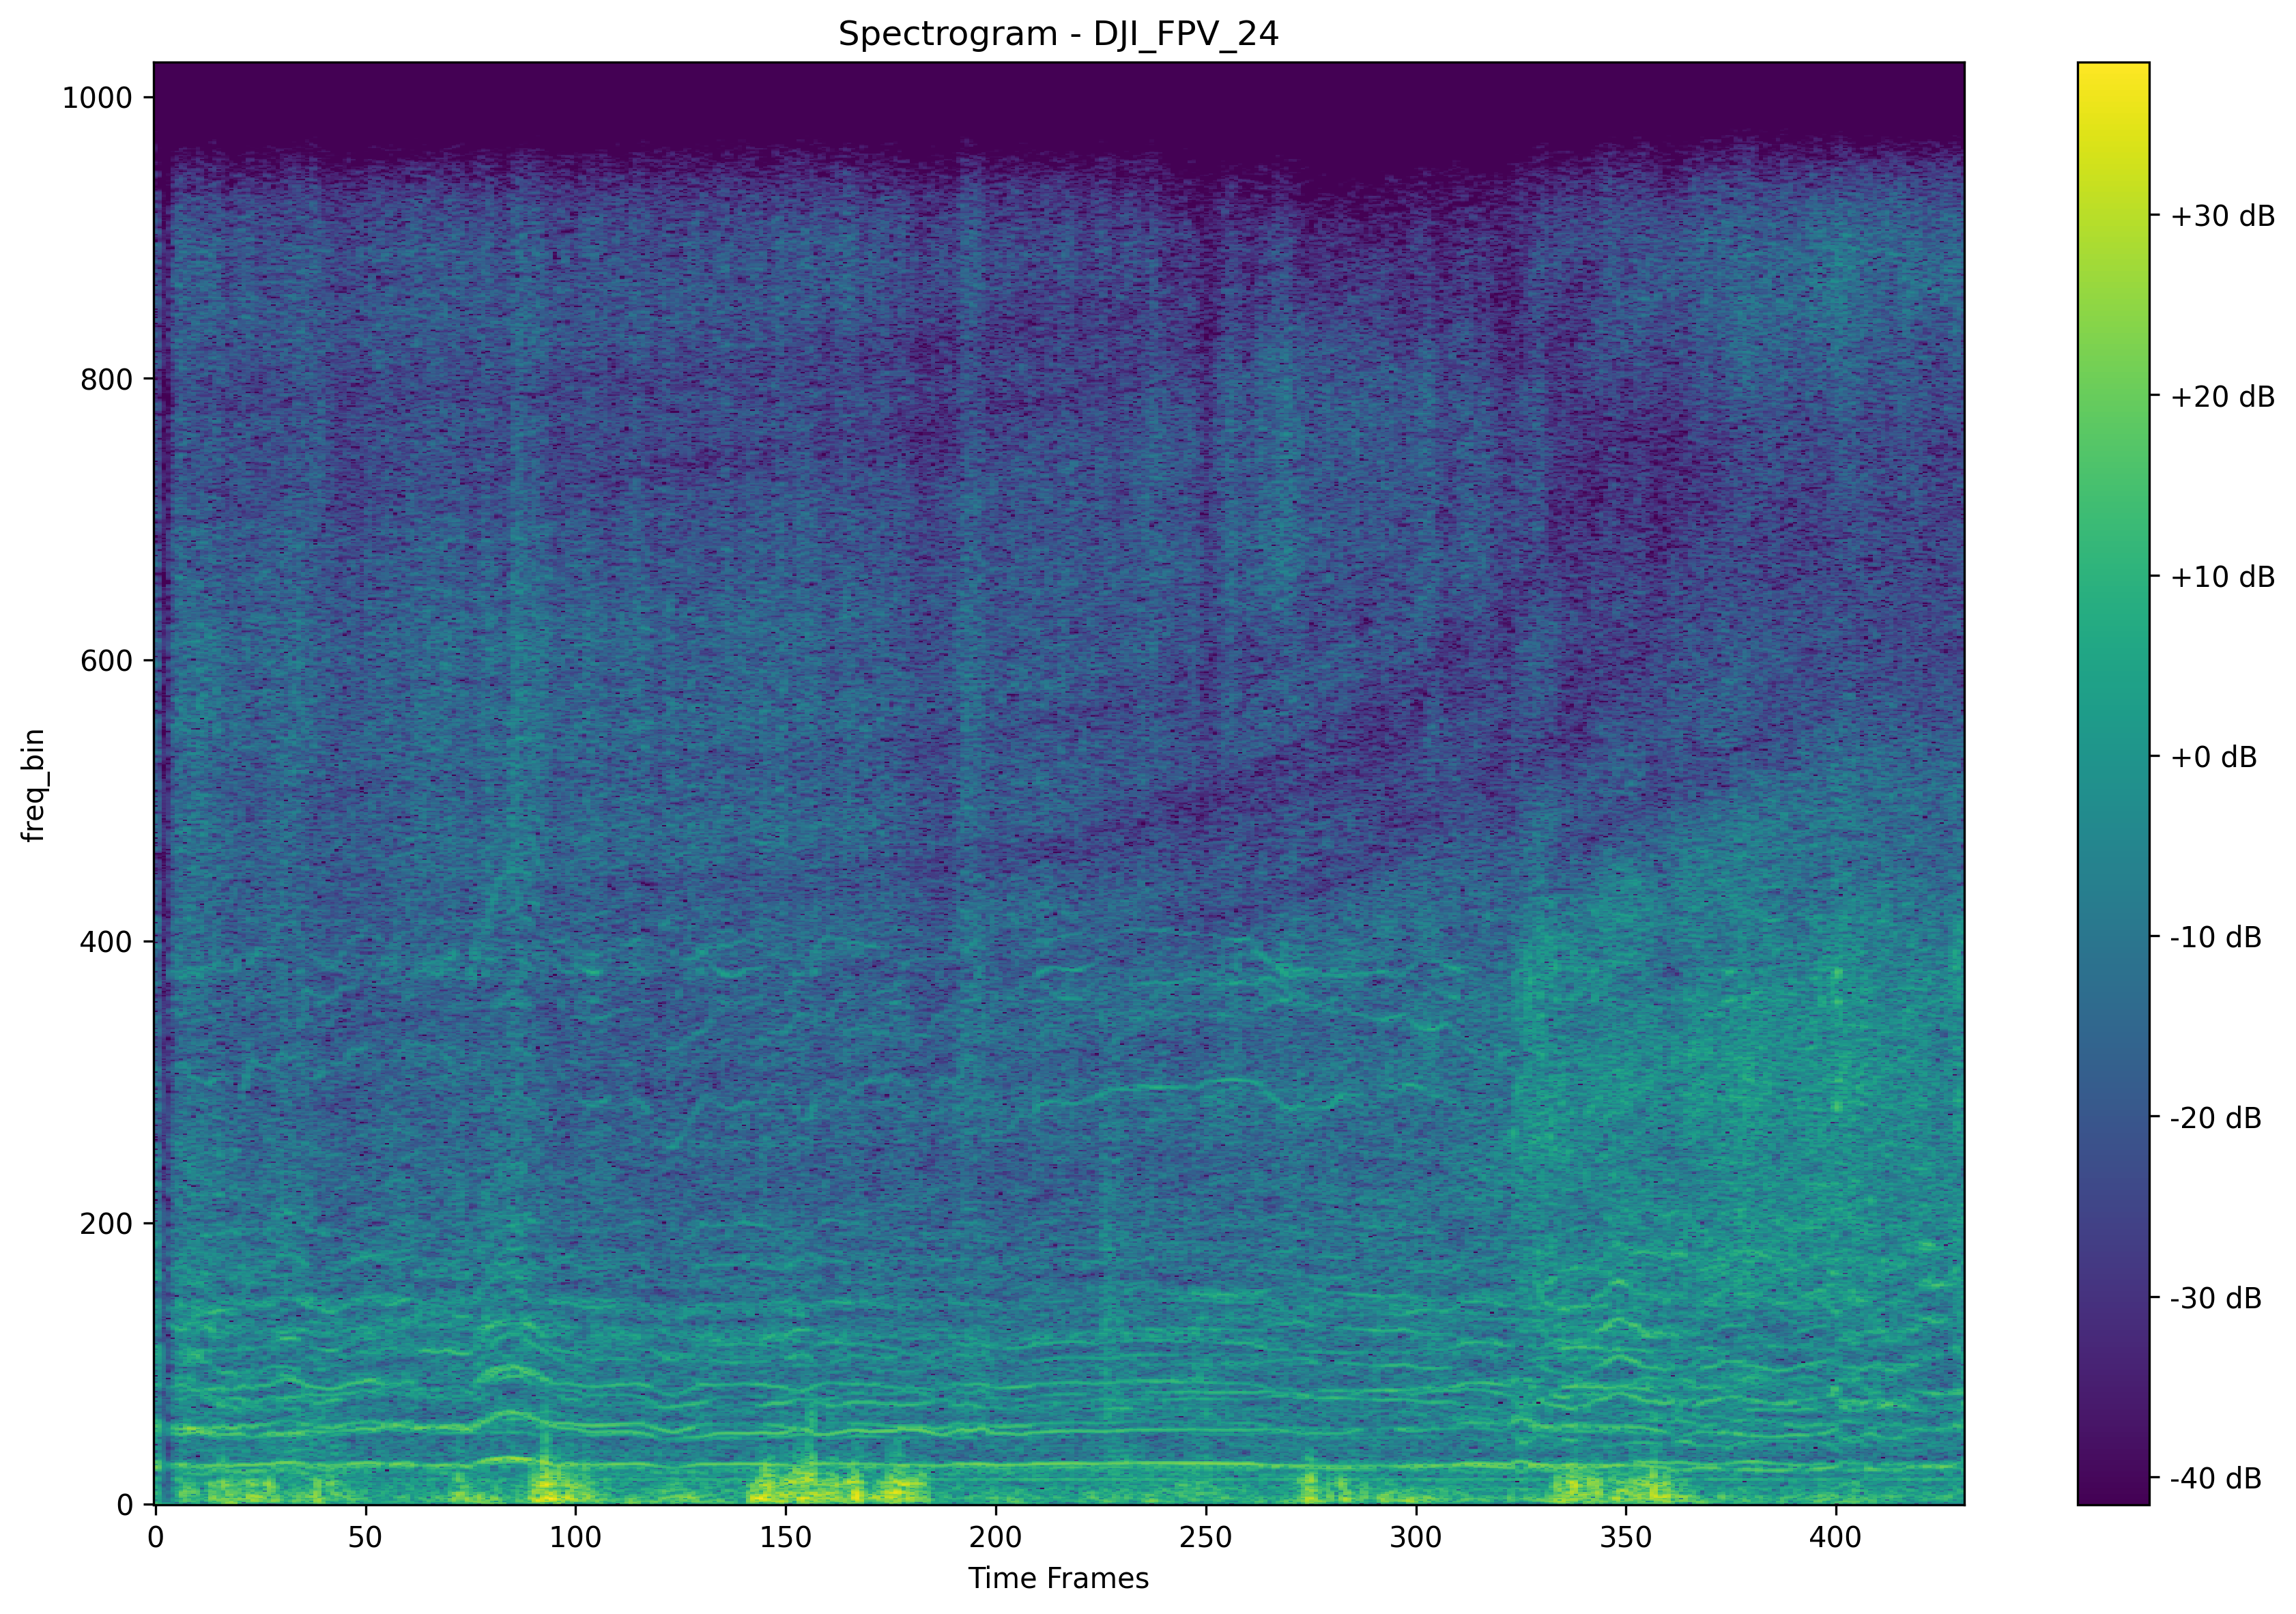 Spectrogram - DJI_FPV_24
1000
800
600
400
200
0
freq_bin
0 50 100 150 200 250 300 350 400
Time Frames
+30 dB
+20 dB
+10 dB
+0 dB
-10 dB
-20 dB
-30 dB
-40 dB